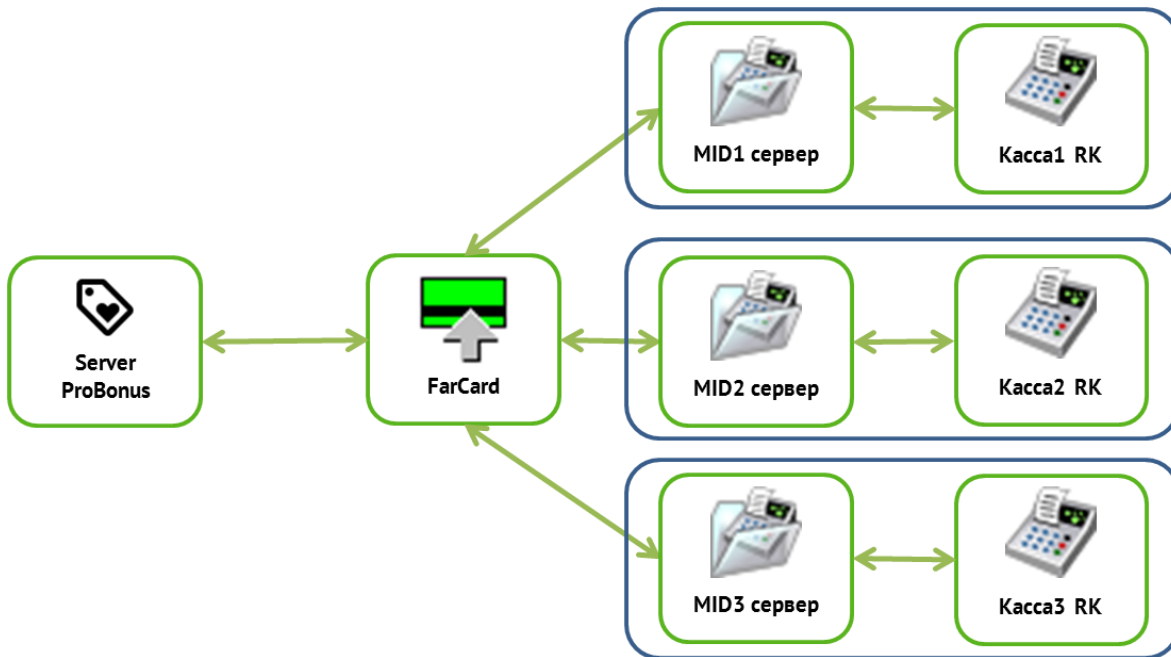 MID1 сервер
Касса1 RK
Server
ProBonus
FarCard
MID2 сервер
Касса2 RK
MID3 сервер
Касса3 RK